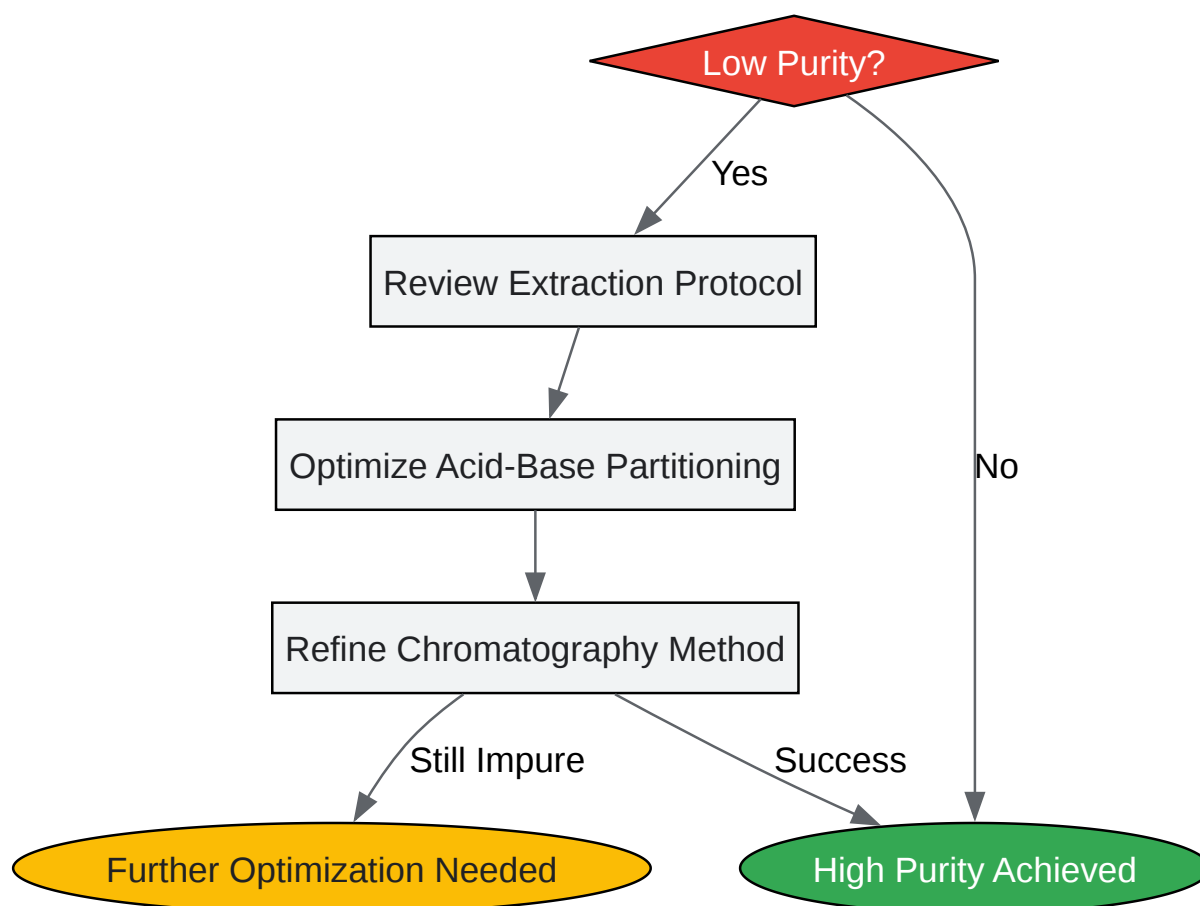 Low Purity?
Yes
Review Extraction Protocol
Optimize Acid-Base Partitioning
No
Refine Chromatography Method
Still Impure
Success
Further Optimization Needed
High Purity Achieved